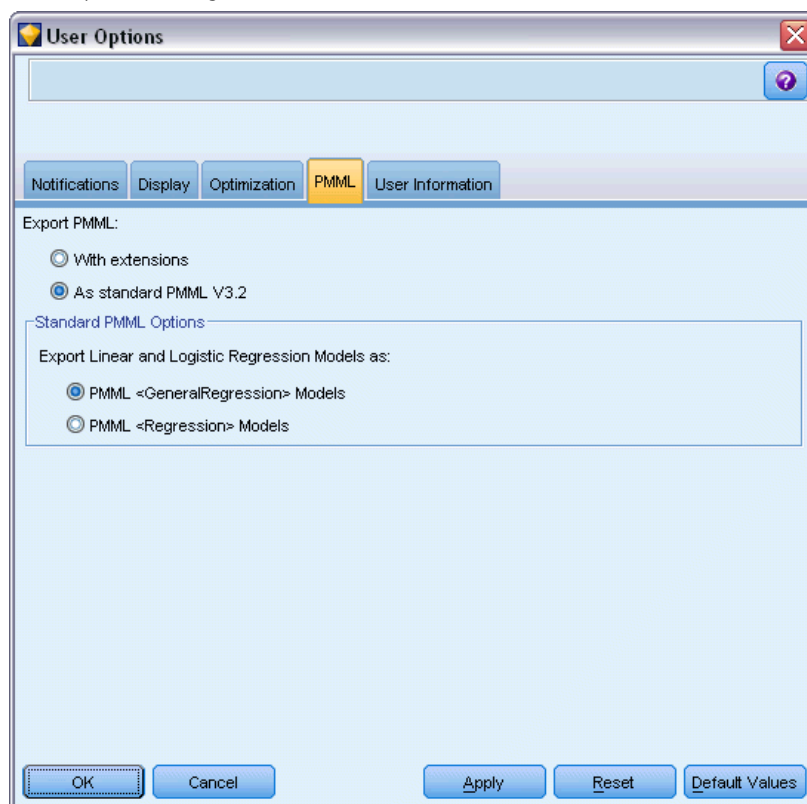 User Options
Notifications Display Optimization PMML User Information
Export PMML:
With extensions
As standard PMML V3.2
Standard PMML Options
Export Linear and Logistic Regression Models as:
PMML <GeneralRegression> Models
PMML <Regression> Models
OK Cancel Apply Reset Default Values